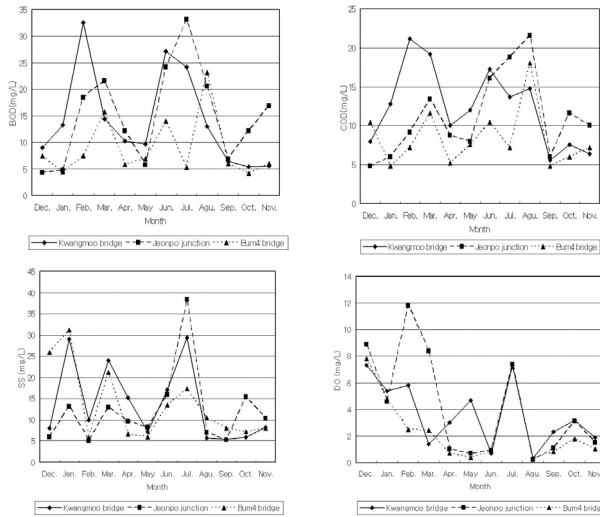 35
30
25
20
15
10
5
0
BOD(mg/L)
Dec. Jan. Feb. Mar. Apr. May Jun. Jul. Agu. Sep. Oct. Nov.
Month
Kwangmoo bridge Jeonpo junction Bum4 bridge
25
20
15
10
5
0
COD(mg/L)
Dec. Jan. Feb. Mar. Apr. May Jun. Jul. Agu. Sep. Oct. Nov.
Month
Kwangmoo bridge Jeonpo junction Bum4 bridge
45
40
35
30
25
20
15
10
5
0
SS (mg/L)
Dec. Jan. Feb. Mar. Apr. May Jun. Jul. Agu. Sep. Oct. Nov.
Month
Kwangmoo bridge Jeonpo junction Bum4 bridge
14
12
10
8
6
4
2
0
DO (mg/L)
Dec. Jan. Feb. Mar. Apr. May Jun. Jul. Agu. Sep. Oct. Nov.
Month
Kwangmoo bridge Jeonpo junction Bum4 bridge